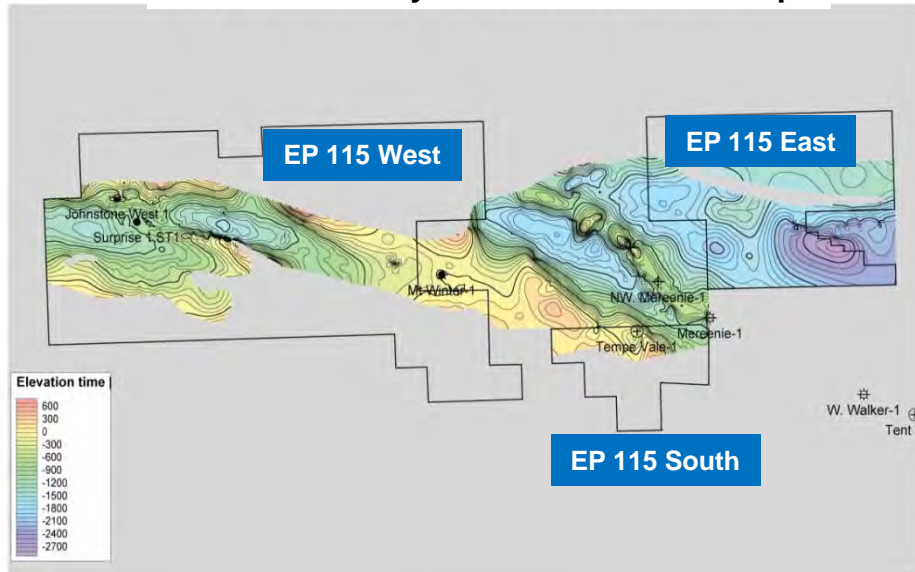 EP 115 West
EP 115 East
Johnstone West 1
Surprise 1 ST1
Mt Winter-1
NW. Mereenie-1
Mereenie-1
Tempe Vale-1
W. Walker-1
Tent
EP 115 South
Elevation time
600
300
0
-300
-600
-900
-1200
-1500
-1800
-2100
-2400
-2700